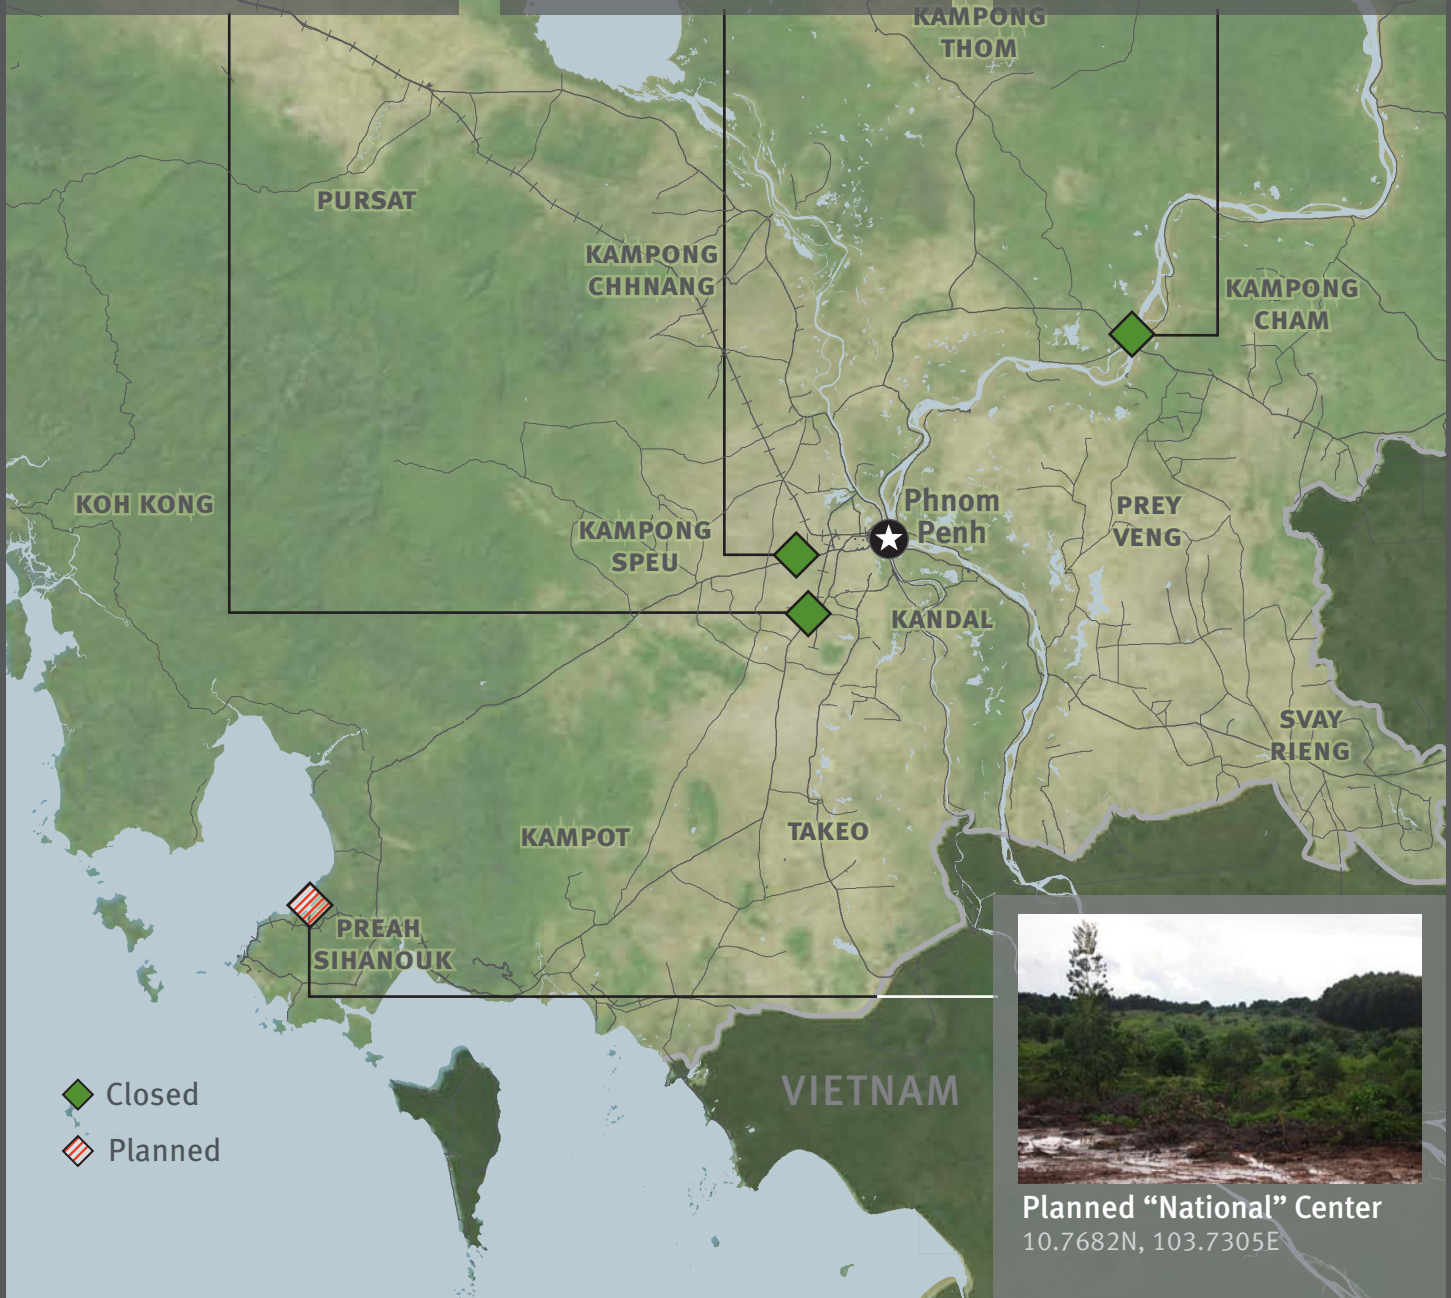 KAMPONG
THOM
PURSAT
KAMPONG
CHHNANG
KAMPONG
CHAM
KOH KONG
KAMPONG
SPEU
Phnom
Penh
PREY
VENG
KANDAL
SVAY
RIENG
KAMPOT
TAKEO
PREAH
SIHANOUK
VIETNAM
Closed
Planned
Planned “National” Center
10.7682N, 103.7305E